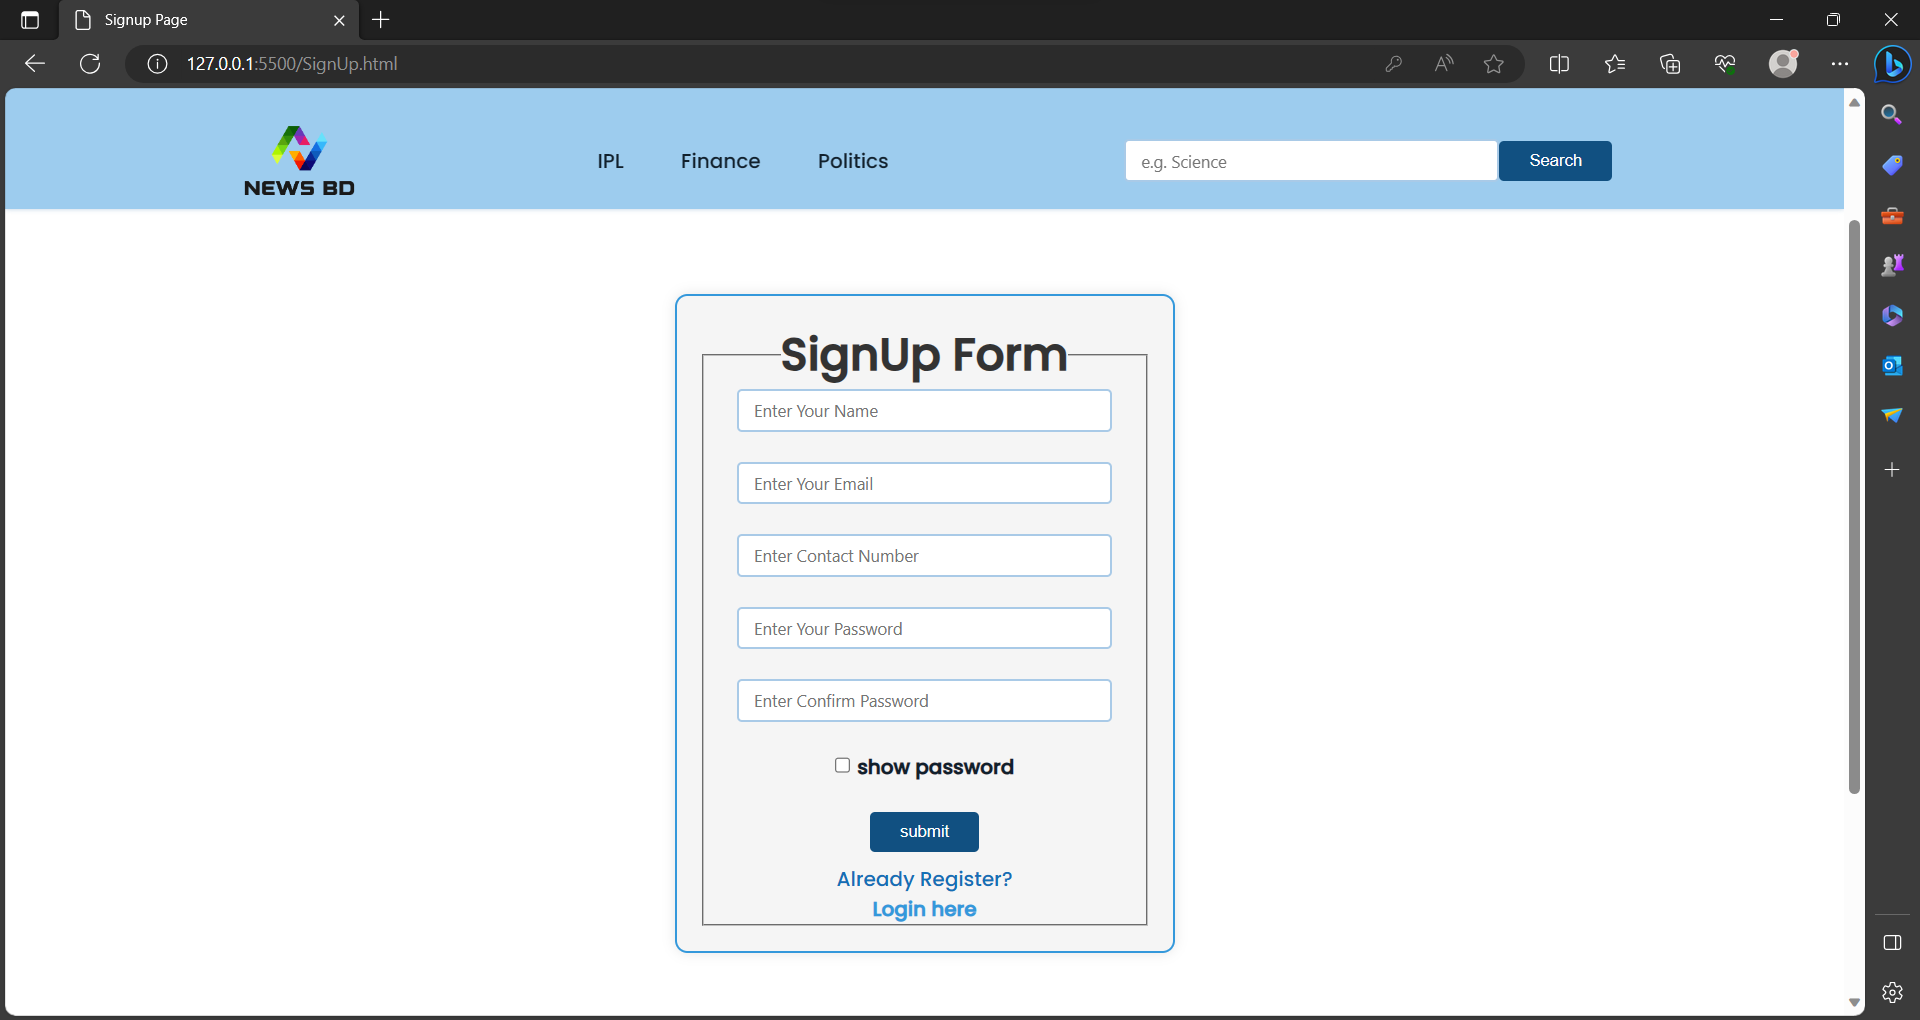 Signup Page
127.0.0.1:5500/SignUp.html
NEWS BD
IPL Finance Politics
e.g. Science Search
SignUp Form
Enter Your Name
Enter Your Email
Enter Contact Number
Enter Your Password
Enter Confirm Password
show password
submit
Already Register?
Login here